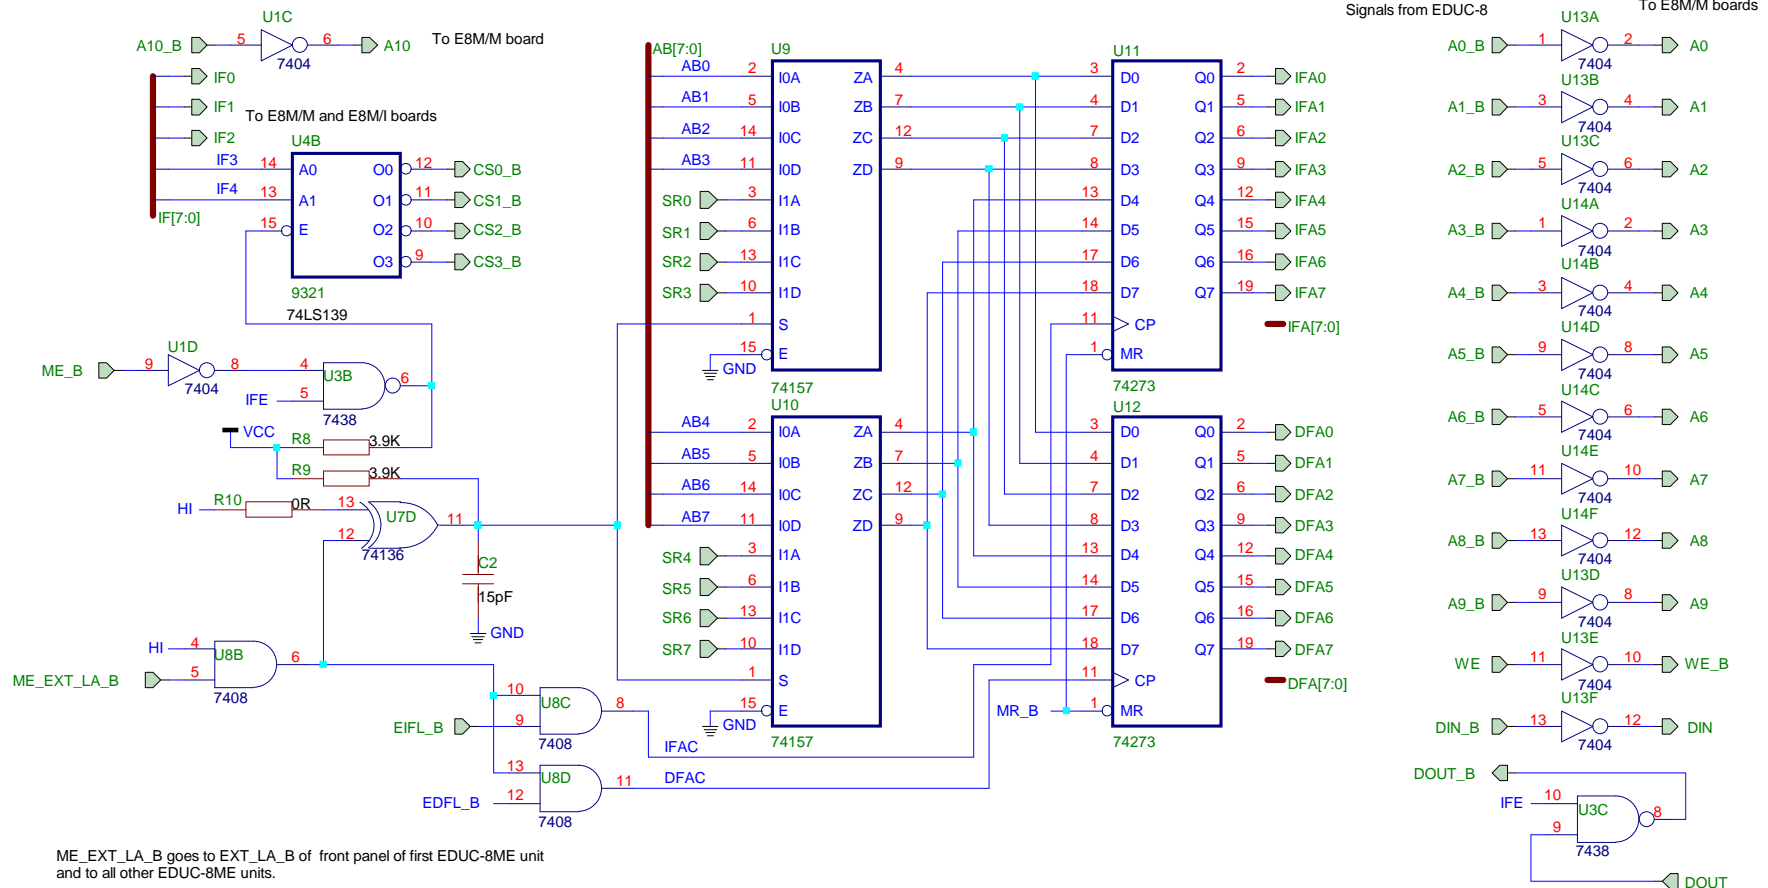 U1C
A10_B 5 6 A10
7404
To E8M/M board
IF0
IF1
IF2
To E8M/M and E8M/I boards
U4B
IF3 14 A0 O0 12 CS0_B
IF4 13 A1 O1 11 CS1_B
IF[7:0]
15 E O2 10 CS2_B
O3 9 CS3_B
9321
74LS139
U1D
ME_B 9 8 4 U3B 6
7404
IFE 5
7438
VCC
R8 3.9K
R9 3.9K
HI R10 0R 13 U7D 11
12
74136
C2
15pF
GND
HI 4 U8B 6
ME_EXT_LA_B 5
7408
10 U8C 8
EIFL_B 9
7408
IFAC
13 U8D 11
DFAC
EDFL_B 12
7408
ME_EXT_LA_B goes to EXT_LA_B of front panel of first EDUC-8ME unit
and to all other EDUC-8ME units.
AB[7:0]
U9
AB0 2 I0A ZA 4
AB1 5 I0B ZB 7
AB2 14 I0C ZC 12
AB3 11 I0D ZD 9
SR0 3 I1A
SR1 6 I1B
SR2 13 I1C
SR3 10 I1D
1 S
15 E
GND
74157
U10
AB4 2 I0A ZA 4
AB5 5 I0B ZB 7
AB6 14 I0C ZC 12
AB7 11 I0D ZD 9
SR4 3 I1A
SR5 6 I1B
SR6 13 I1C
SR7 10 I1D
1 S
15 E
GND
74157
U11
3 D0 Q0 2 IFA0
4 D1 Q1 5 IFA1
7 D2 Q2 6 IFA2
8 D3 Q3 9 IFA3
13 D4 Q4 12 IFA4
14 D5 Q5 15 IFA5
17 D6 Q6 16 IFA6
18 D7 Q7 19 IFA7
11 CP
IFA[7:0]
1 MR
74273
U12
3 D0 Q0 2 DFA0
4 D1 Q1 5 DFA1
7 D2 Q2 6 DFA2
8 D3 Q3 9 DFA3
13 D4 Q4 12 DFA4
14 D5 Q5 15 DFA5
17 D6 Q6 16 DFA6
18 D7 Q7 19 DFA7
11 CP
DFA[7:0]
MR_B 1 MR
74273
Signals from EDUC-8
To E8M/M boards
U13A
A0_B 1 2 A0
7404
U13B
A1_B 3 4 A1
7404
U13C
A2_B 5 6 A2
7404
U14A
A3_B 1 2 A3
7404
U14B
A4_B 3 4 A4
7404
U14D
A5_B 9 8 A5
7404
U14C
A6_B 5 6 A6
7404
U14E
A7_B 11 10 A7
7404
U14F
A8_B 13 12 A8
7404
U13D
A9_B 9 8 A9
7404
U13E
WE 11 10 WE_B
7404
U13F
DIN_B 13 12 DIN
7404
DOUT_B
IFE 10 U3C 8
9
7438
DOUT